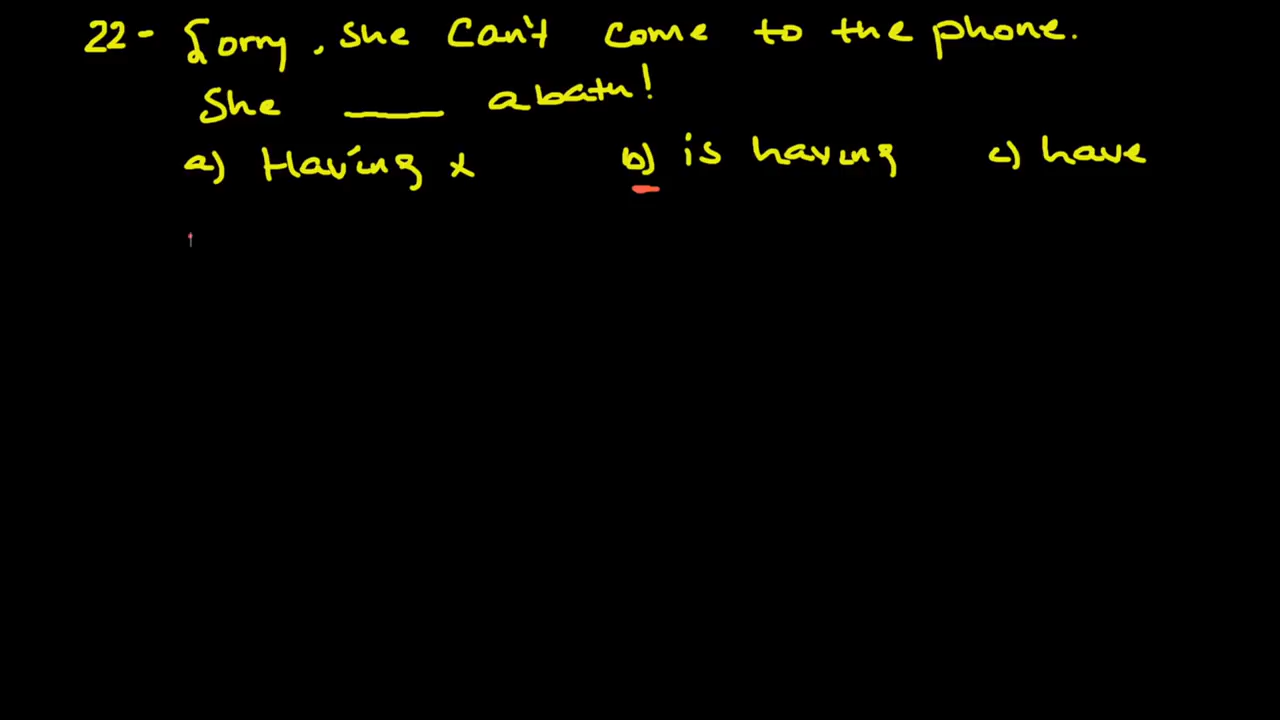 22- Sorry, she can't come to the phone.
She ____ a bath!
a) Having x b) is having c) have